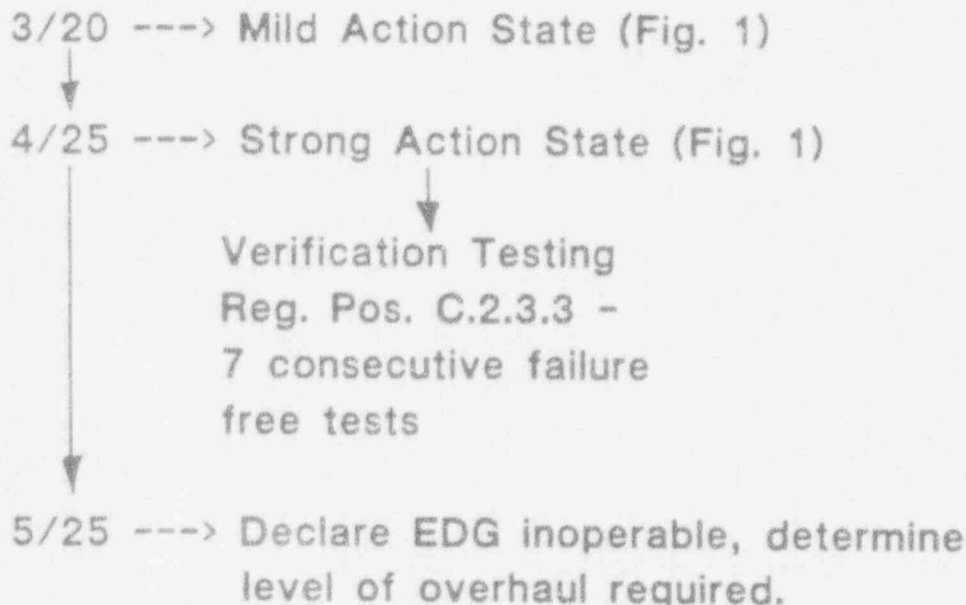 3/20 ---> Mild Action State (Fig. 1)
4/25 ---> Strong Action State (Fig. 1)
Verification Testing
Reg. Pos. C.2.3.3 -
7 consecutive failure
free tests
5/25 ---> Declare EDG inoperable, determine
level of overhaul required.